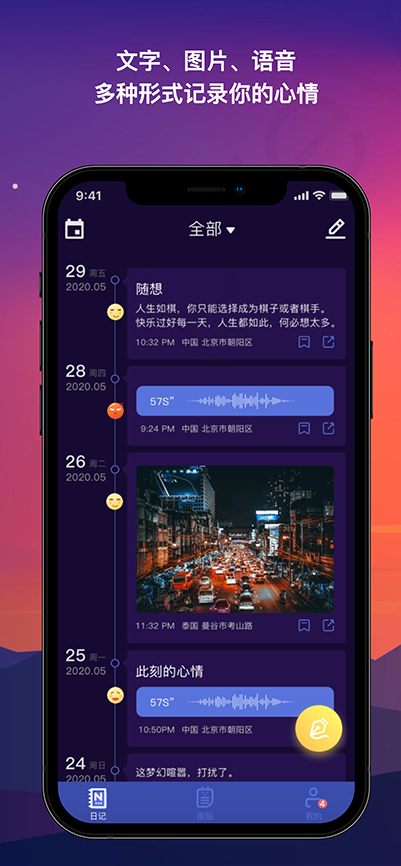 文字、图片、语音
多种形式记录你的心情
9:41
全部
29 周五
2020.05
随想
人生如棋，你只能选择成为棋子或者棋手。
快乐过好每一天，人生都如此，何必想太多。
10:32 PM 中国 北京市朝阳区
28 周四
2020.05
57S"
9:24 PM 中国 北京市朝阳区
26 周二
2020.05
11:32 PM 泰国 曼谷市考山路
25 周一
2020.05
此刻的心情
57S"
10:50PM 中国 北京市朝阳区
24 周日
2020.05
这梦幻喧嚣，打扰了。
N
日记
我的
4